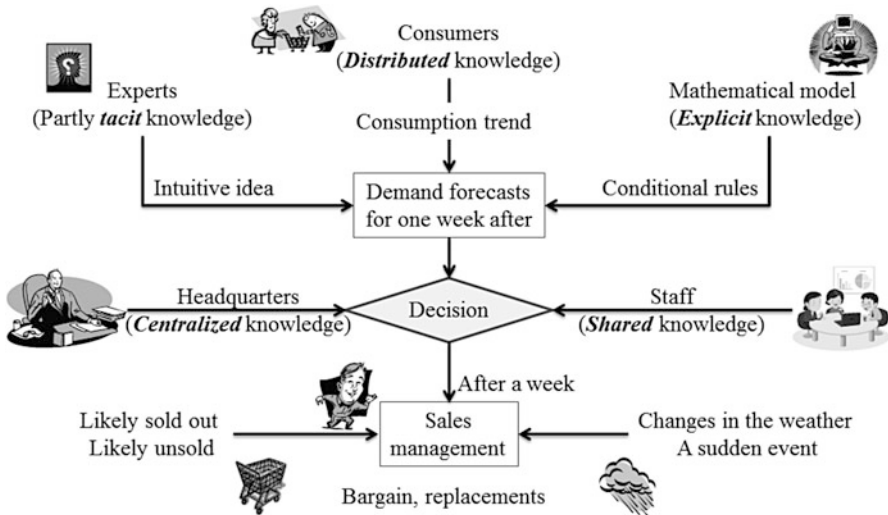 Consumers
(Distributed knowledge)
Experts
(Partly tacit knowledge)
Mathematical model
(Explicit knowledge)
Consumption trend
Intuitive idea
Demand forecasts
for one week after
Conditional rules
Headquarters
(Centralized knowledge)
Decision
Staff
(Shared knowledge)
After a week
Likely sold out
Likely unsold
Sales
management
Changes in the weather
A sudden event
Bargain, replacements